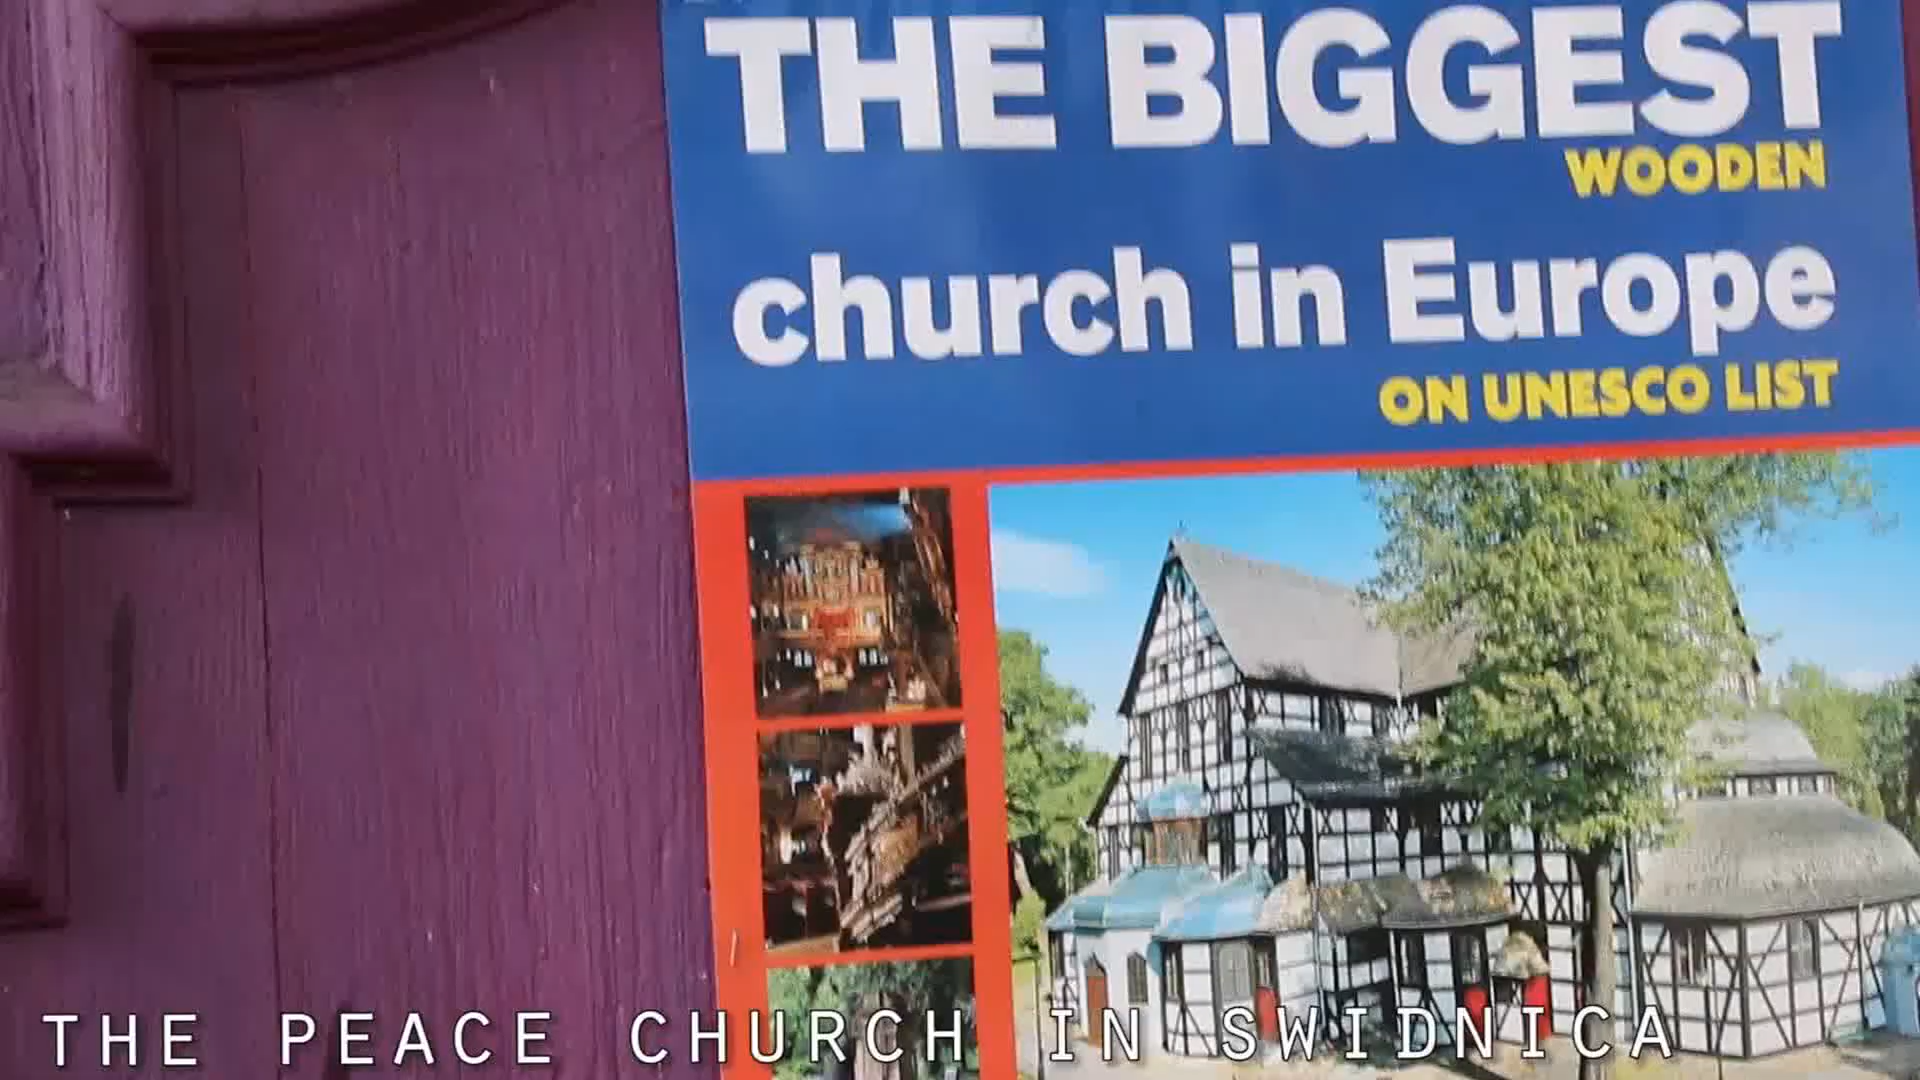 THE BIGGEST
WOODEN
church in Europe
ON UNESCO LIST
THE PEACE CHURCH IN SWIDNICA